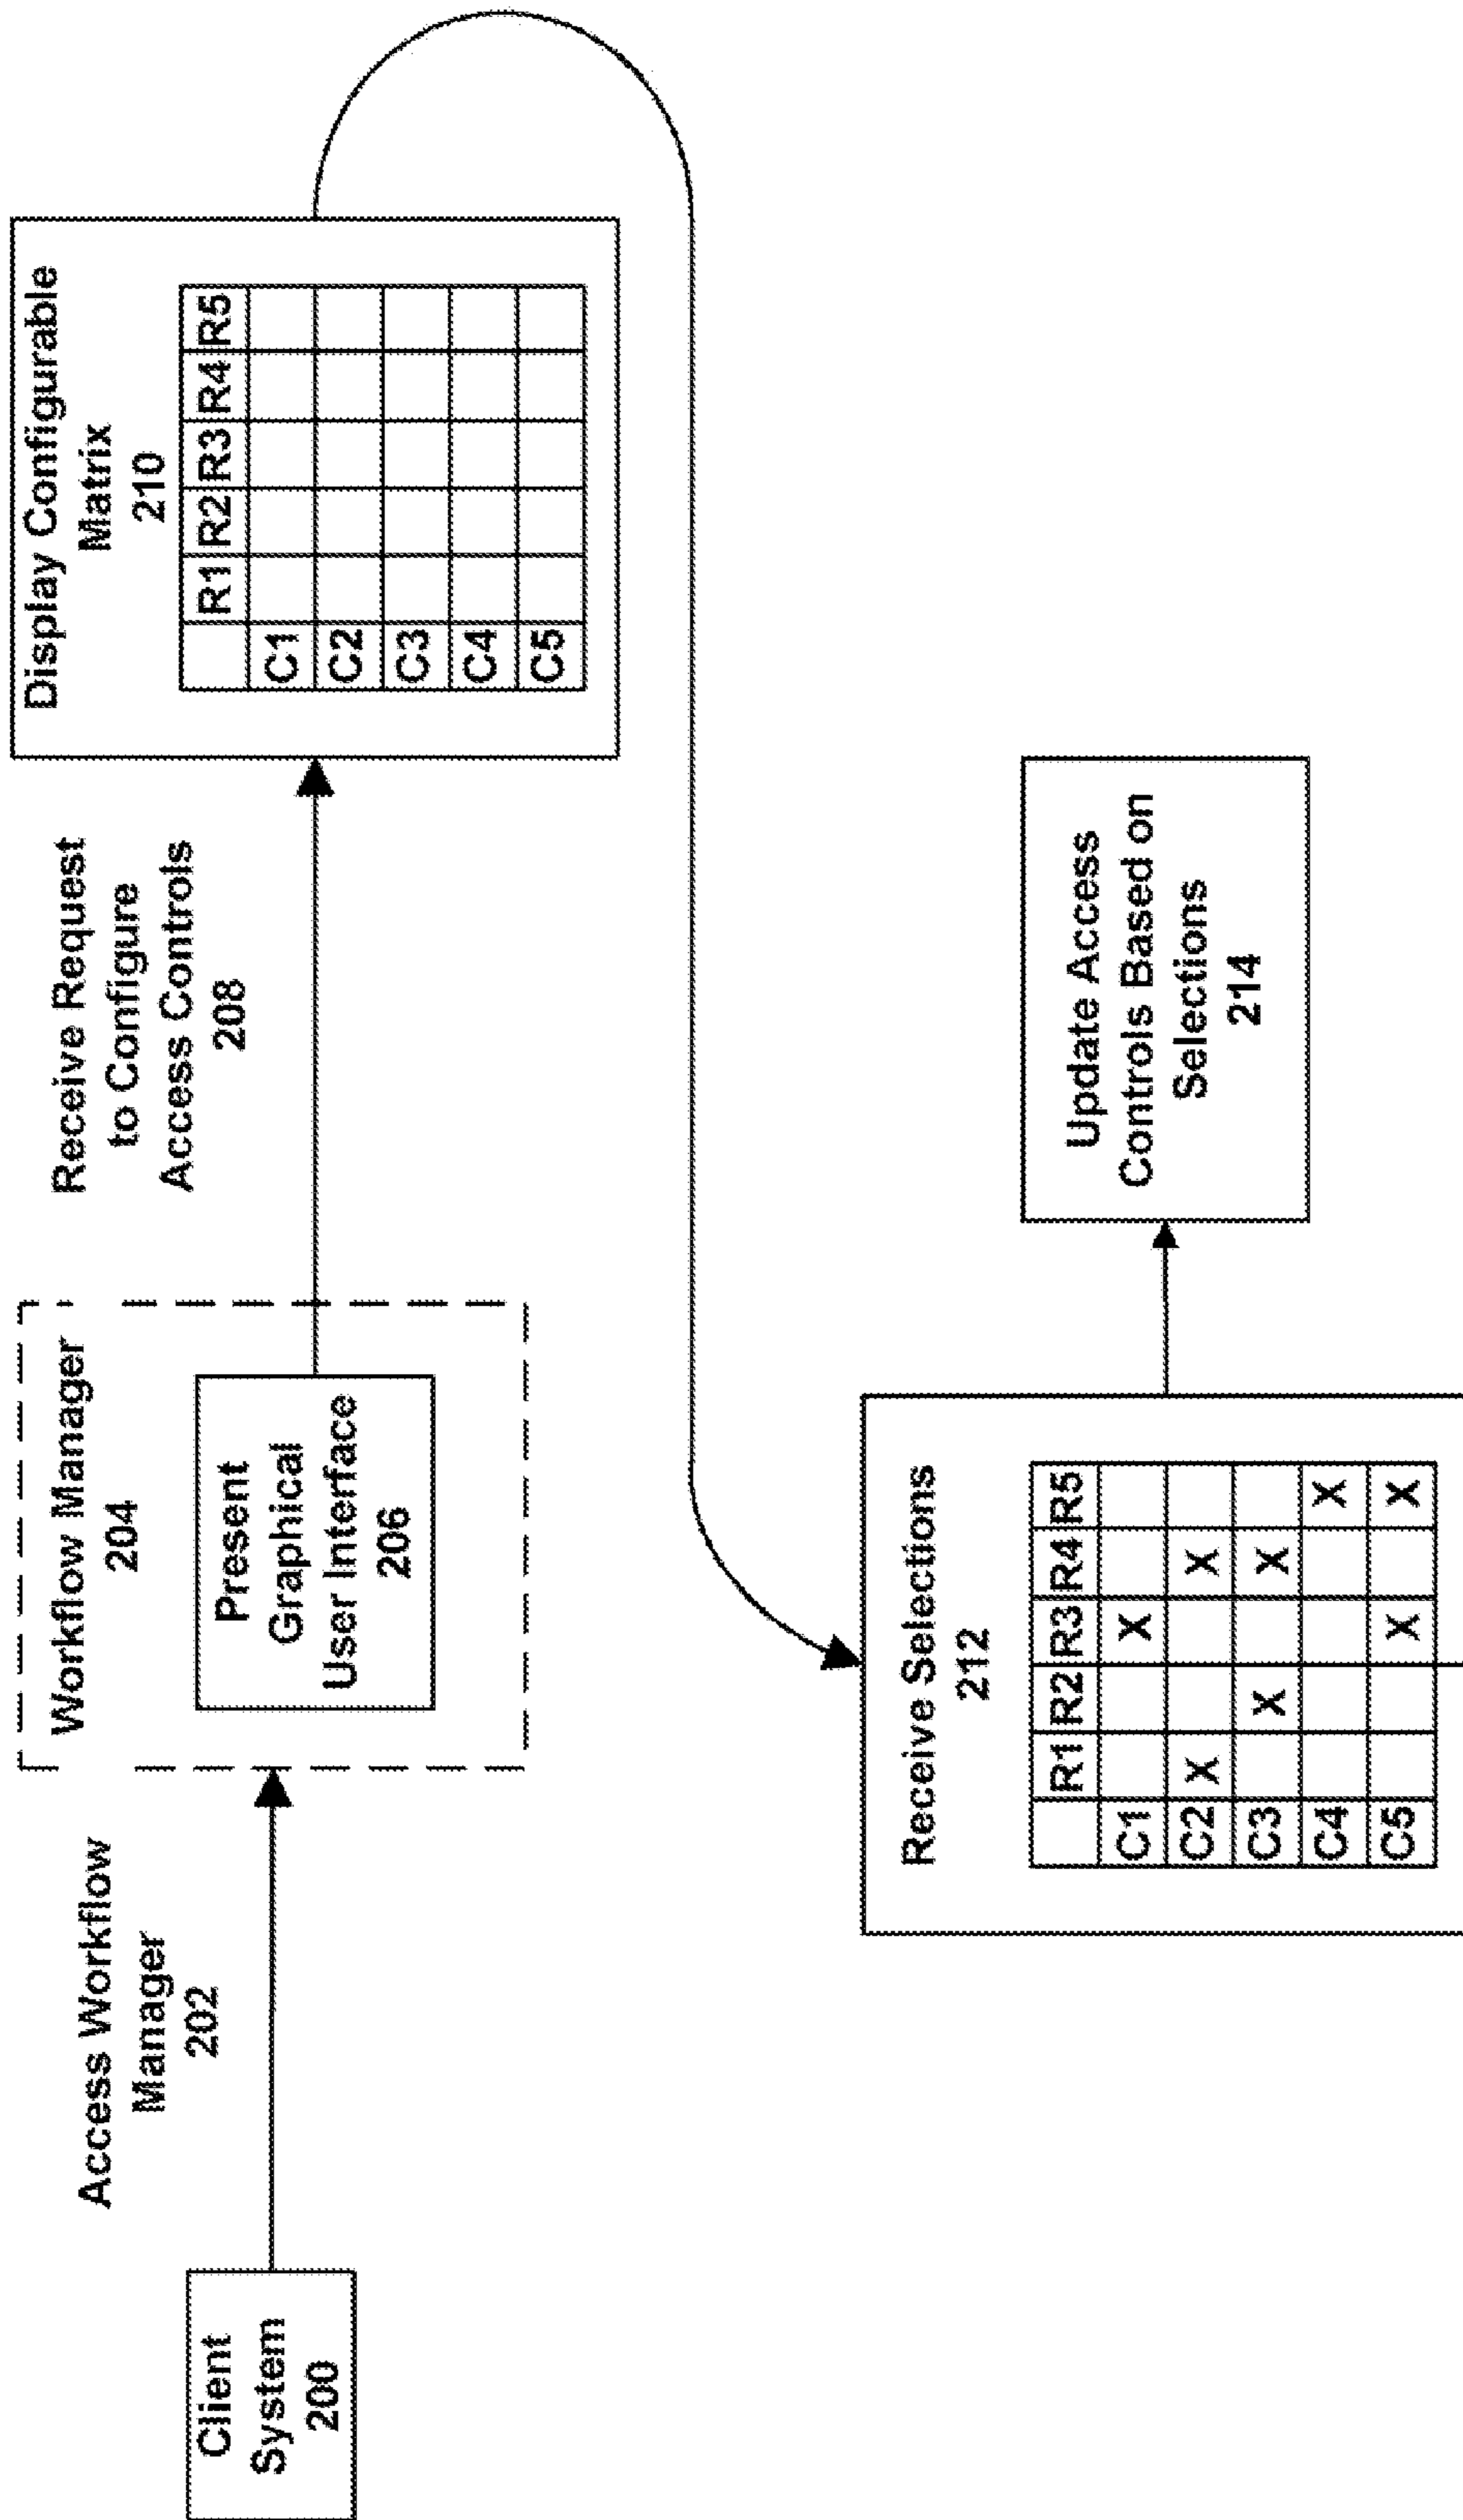 Client
System
200
Access Workflow
Manager
202
Workflow Manager
204
Present
Graphical
User Interface
206
Receive Request
to Configure
Access Controls
208
Display Configurable
Matrix
210
R1 R2 R3 R4 R5
C1
C2
C3
C4
C5
Receive Selections
212
R1 R2 R3 R4 R5
C1 X
C2 X X
C3 X X
C4 X
C5 X X
Update Access
Controls Based on
Selections
214